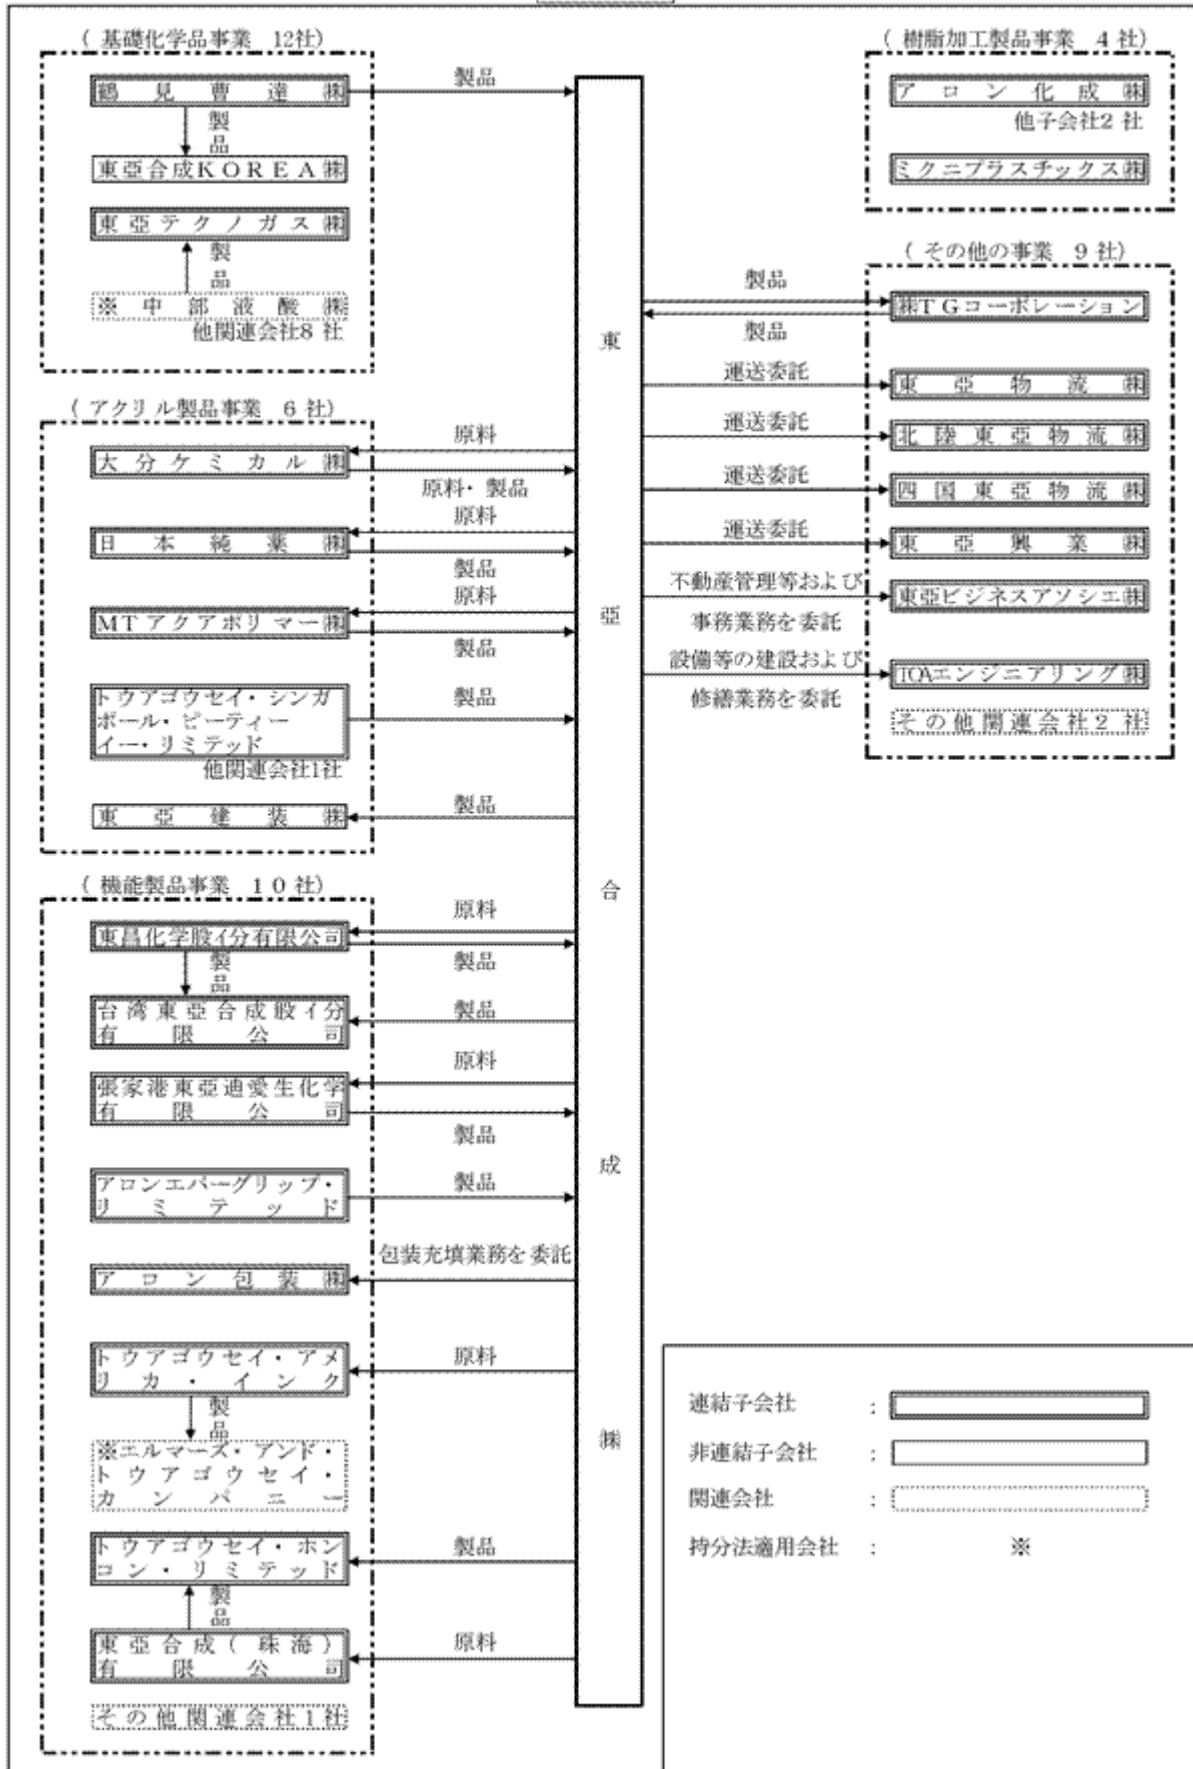 ( 基礎化学品事業 12社)
鶴見曹達㈱
製品
製品
東亞合成KOREA㈱
東亞テクノガス㈱
製品
※中部液酸㈱
他関連会社8社
( アクリル製品事業 6社)
大分ケミカル㈱
原料
原料・製品
日本純薬㈱
原料
製品
MTアクアポリマー㈱
原料
製品
トウアゴウセイ・シンガ
ポール・ピーティー
イー・リミテッド
製品
他関連会社1社
東亞建装㈱
製品
( 機能製品事業 10社)
東昌化学股イ分有限公司
原料
製品
製品
台湾東亞合成股イ分
有限公司
製品
張家港東亞迪愛生化学
有限公司
原料
製品
アロンエバーグリップ・
リミテッド
製品
アロン包装㈱
包装充填業務を委託
トウアゴウセイ・アメ
リカ・インク
原料
製品
※エルマーズ・アンド・
トウアゴウセイ・
カンパニー
トウアゴウセイ・ホン
コン・リミテッド
製品
製品
東亞合成(珠海)
有限公司
原料
その他関連会社1社
東亞合成㈱
( 樹脂加工製品事業 4社)
アロン化成㈱
他子会社2社
ミクニプラスチックス㈱
( その他の事業 9社)
製品
㈱TGコーポレーション
製品
運送委託
東亞物流㈱
運送委託
北陸東亞物流㈱
運送委託
四国東亞物流㈱
運送委託
東亞興業㈱
不動産管理等および
事務業務を委託
東亞ビジネスアソシエ㈱
設備等の建設および
修繕業務を委託
TOAエンジニアリング㈱
その他関連会社2社
連結子会社 :
非連結子会社 :
関連会社 :
持分法適用会社 : ※